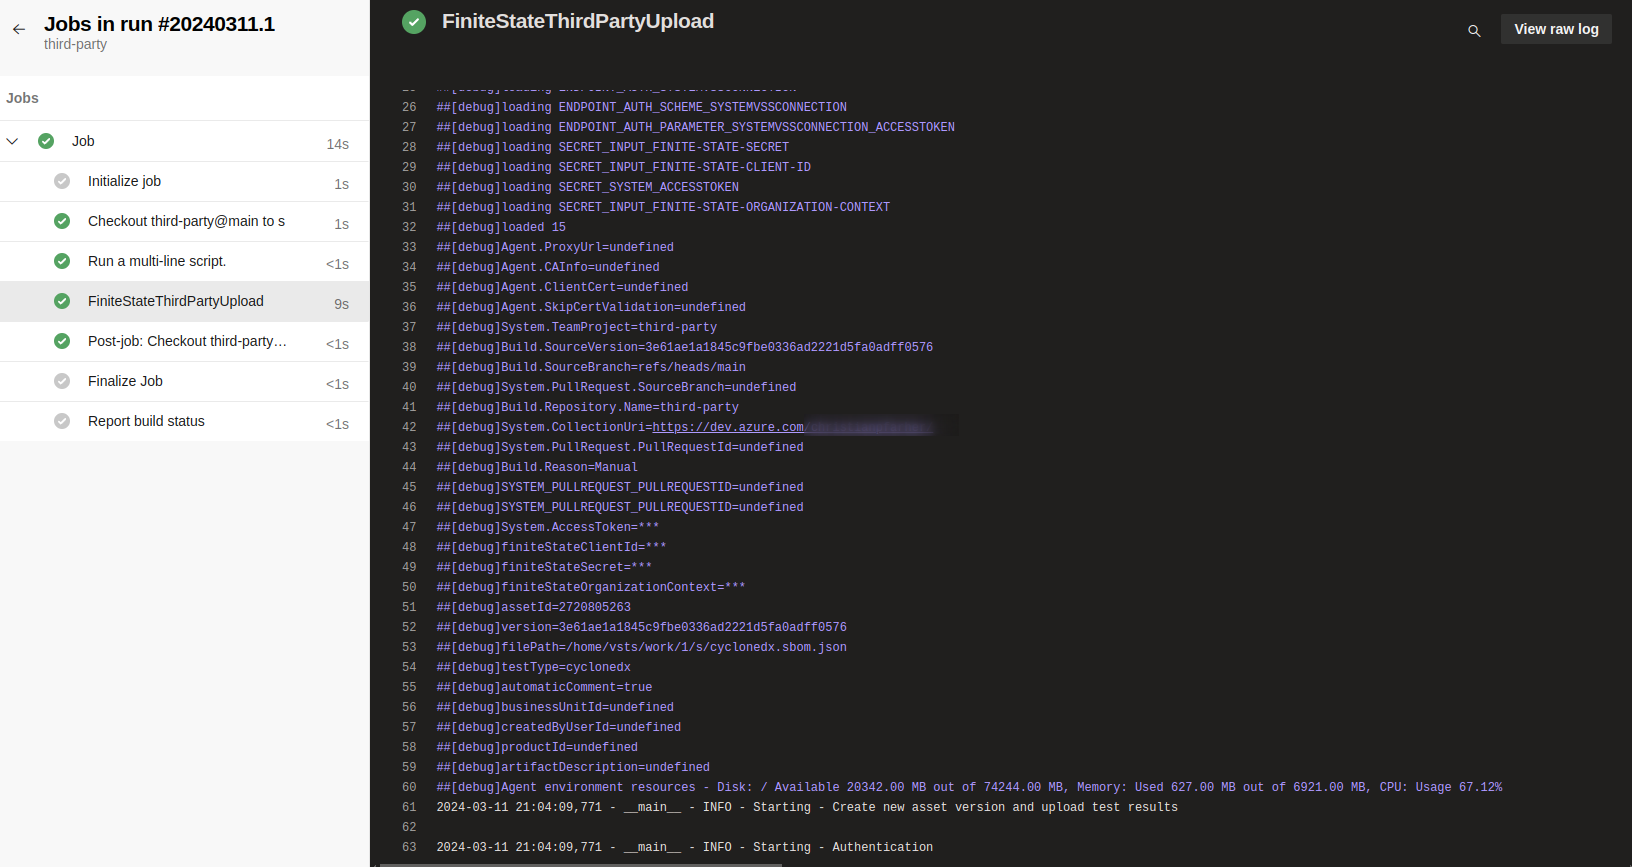 Jobs in run #20240311.1
third-party
Jobs
Job 14s
Initialize job 1s
Checkout third-party@main to s 1s
Run a multi-line script. <1s
FiniteStateThirdPartyUpload 9s
Post-job: Checkout third-party… <1s
Finalize Job <1s
Report build status <1s
FiniteStateThirdPartyUpload
View raw log
26 ##[debug]loading ENDPOINT_AUTH_SCHEME_SYSTEMVSSCONNECTION
27 ##[debug]loading ENDPOINT_AUTH_PARAMETER_SYSTEMVSSCONNECTION_ACCESSTOKEN
28 ##[debug]loading SECRET_INPUT_FINITE-STATE-SECRET
29 ##[debug]loading SECRET_INPUT_FINITE-STATE-CLIENT-ID
30 ##[debug]loading SECRET_SYSTEM_ACCESSTOKEN
31 ##[debug]loading SECRET_INPUT_FINITE-STATE-ORGANIZATION-CONTEXT
32 ##[debug]loaded 15
33 ##[debug]Agent.ProxyUrl=undefined
34 ##[debug]Agent.CAInfo=undefined
35 ##[debug]Agent.ClientCert=undefined
36 ##[debug]Agent.SkipCertValidation=undefined
37 ##[debug]System.TeamProject=third-party
38 ##[debug]Build.SourceVersion=3e61ae1a1845c9fbe0336ad2221d5fa0adff0576
39 ##[debug]Build.SourceBranch=refs/heads/main
40 ##[debug]System.PullRequest.SourceBranch=undefined
41 ##[debug]Build.Repository.Name=third-party
42 ##[debug]System.CollectionUri=https://dev.azure.com/
43 ##[debug]System.PullRequest.PullRequestId=undefined
44 ##[debug]Build.Reason=Manual
45 ##[debug]SYSTEM_PULLREQUEST_PULLREQUESTID=undefined
46 ##[debug]SYSTEM_PULLREQUEST_PULLREQUESTID=undefined
47 ##[debug]System.AccessToken=***
48 ##[debug]finiteStateClientId=***
49 ##[debug]finiteStateSecret=***
50 ##[debug]finiteStateOrganizationContext=***
51 ##[debug]assetId=2720805263
52 ##[debug]version=3e61ae1a1845c9fbe0336ad2221d5fa0adff0576
53 ##[debug]filePath=/home/vsts/work/1/s/cyclonedx.sbom.json
54 ##[debug]testType=cyclonedx
55 ##[debug]automaticComment=true
56 ##[debug]businessUnitId=undefined
57 ##[debug]createdByUserId=undefined
58 ##[debug]productId=undefined
59 ##[debug]artifactDescription=undefined
60 ##[debug]Agent environment resources - Disk: / Available 20342.00 MB out of 74244.00 MB, Memory: Used 627.00 MB out of 6921.00 MB, CPU: Usage 67.12%
61 2024-03-11 21:04:09,771 - __main__ - INFO - Starting - Create new asset version and upload test results
62
63 2024-03-11 21:04:09,771 - __main__ - INFO - Starting - Authentication